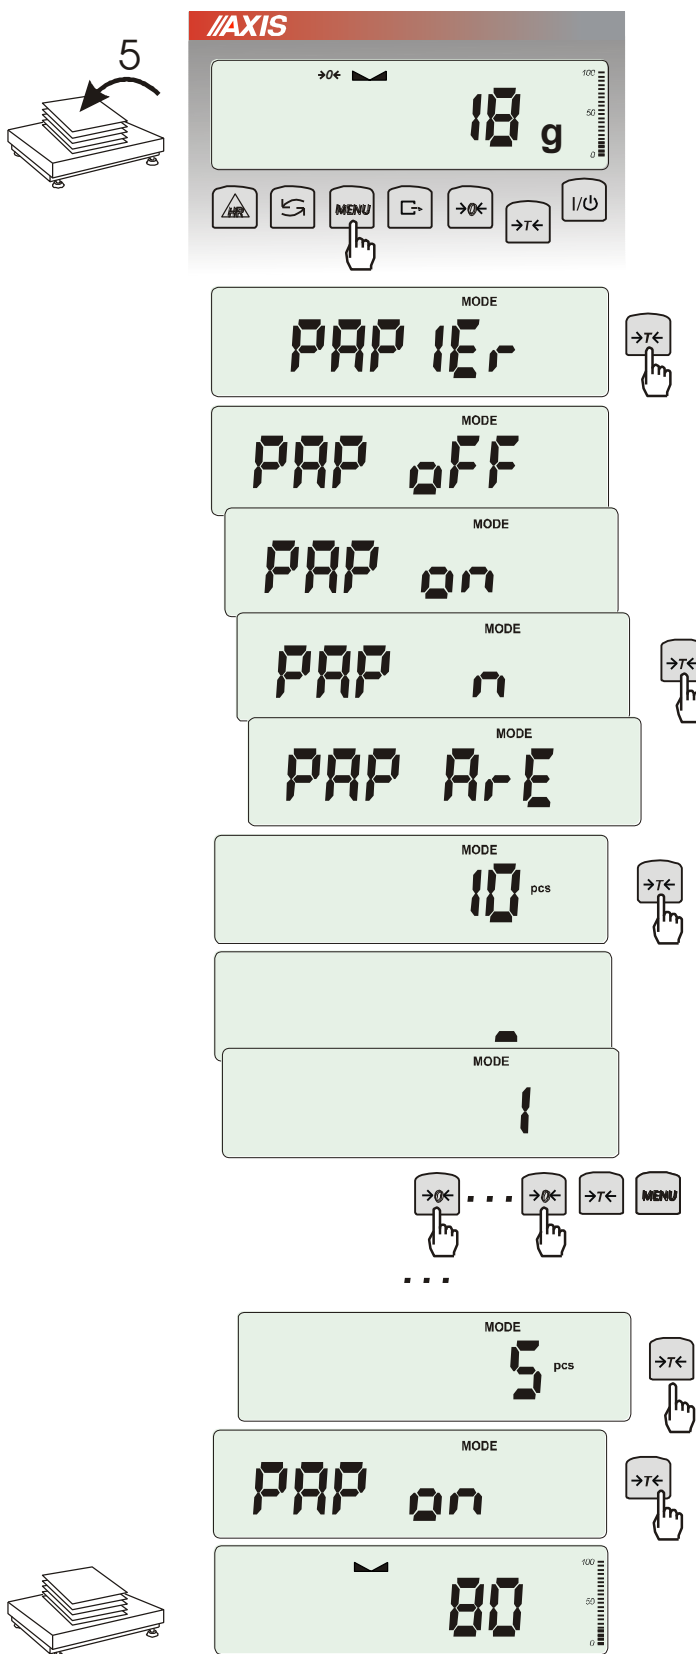 //AXIS
5
→0←
100
50
0
18 g
HR
MENU
→0←
→T←
I/⏻
MODE
PAPIEr
→T←
MODE
PAP oFF
MODE
PAP on
MODE
PAP n
→T←
MODE
PAP ArE
MODE
10 pcs
→T←
MODE
1
→0← ... →0← →T← MENU
...
MODE
5 pcs
→T←
MODE
PAP on
→T←
100
50
0
80